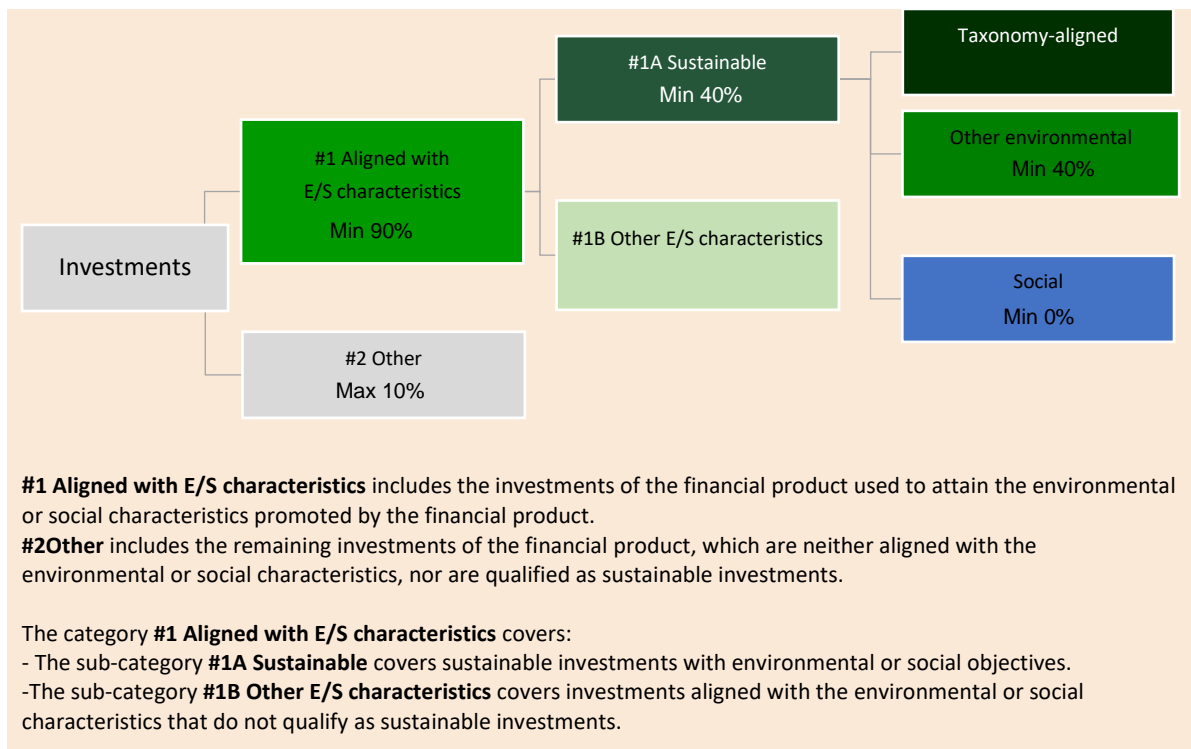 Taxonomy-aligned
#1A Sustainable
Min 40%
Other environmental
Min 40%
#1 Aligned with
E/S characteristics
Min 90%
#1B Other E/S characteristics
Investments
Social
Min 0%
#2 Other
Max 10%
#1 Aligned with E/S characteristics includes the investments of the financial product used to attain the environmental
or social characteristics promoted by the financial product.
#2Other includes the remaining investments of the financial product, which are neither aligned with the
environmental or social characteristics, nor are qualified as sustainable investments.
The category #1 Aligned with E/S characteristics covers:
- The sub-category #1A Sustainable covers sustainable investments with environmental or social objectives.
-The sub-category #1B Other E/S characteristics covers investments aligned with the environmental or social
characteristics that do not qualify as sustainable investments.